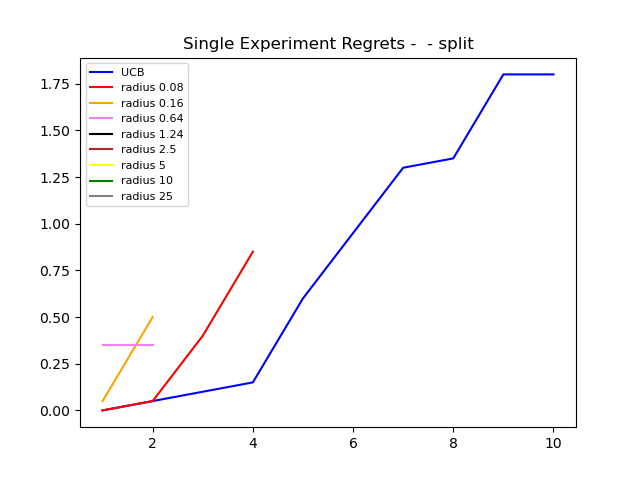 Single Experiment Regrets -  - split
UCB
radius 0.08
radius 0.16
radius 0.64
radius 1.24
radius 2.5
radius 5
radius 10
radius 25
1.75
1.50
1.25
1.00
0.75
0.50
0.25
0.00
2 4 6 8 10